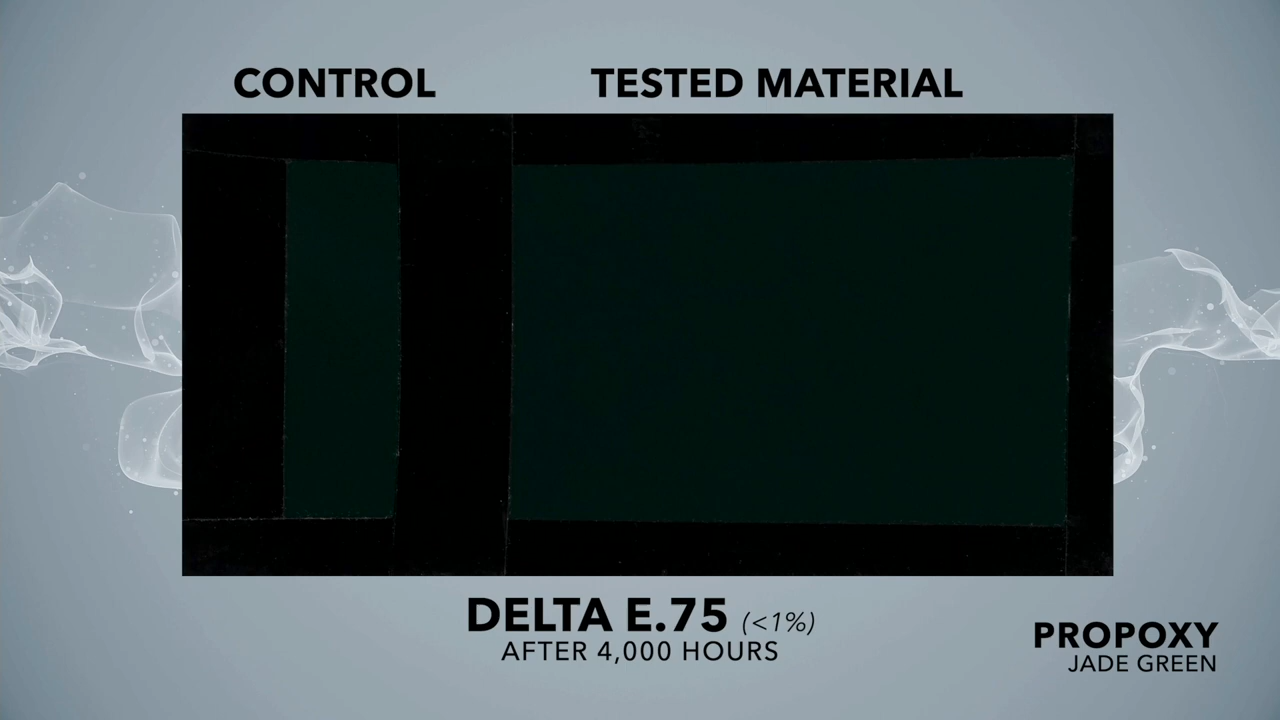 CONTROL
TESTED MATERIAL
DELTA E.75 (<1%)
AFTER 4,000 HOURS
PROPOXY
JADE GREEN